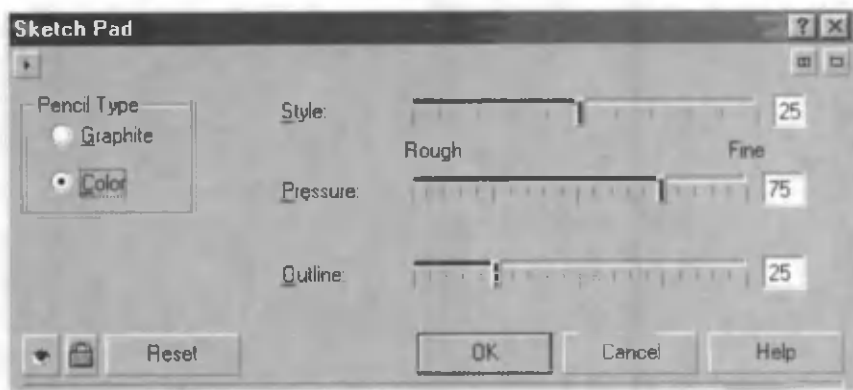 Sketch Pad
Pencil Type
Graphite
Color
Style: 25
Rough Fine
Pressure: 75
Outline: 25
Reset OK Cancel Help